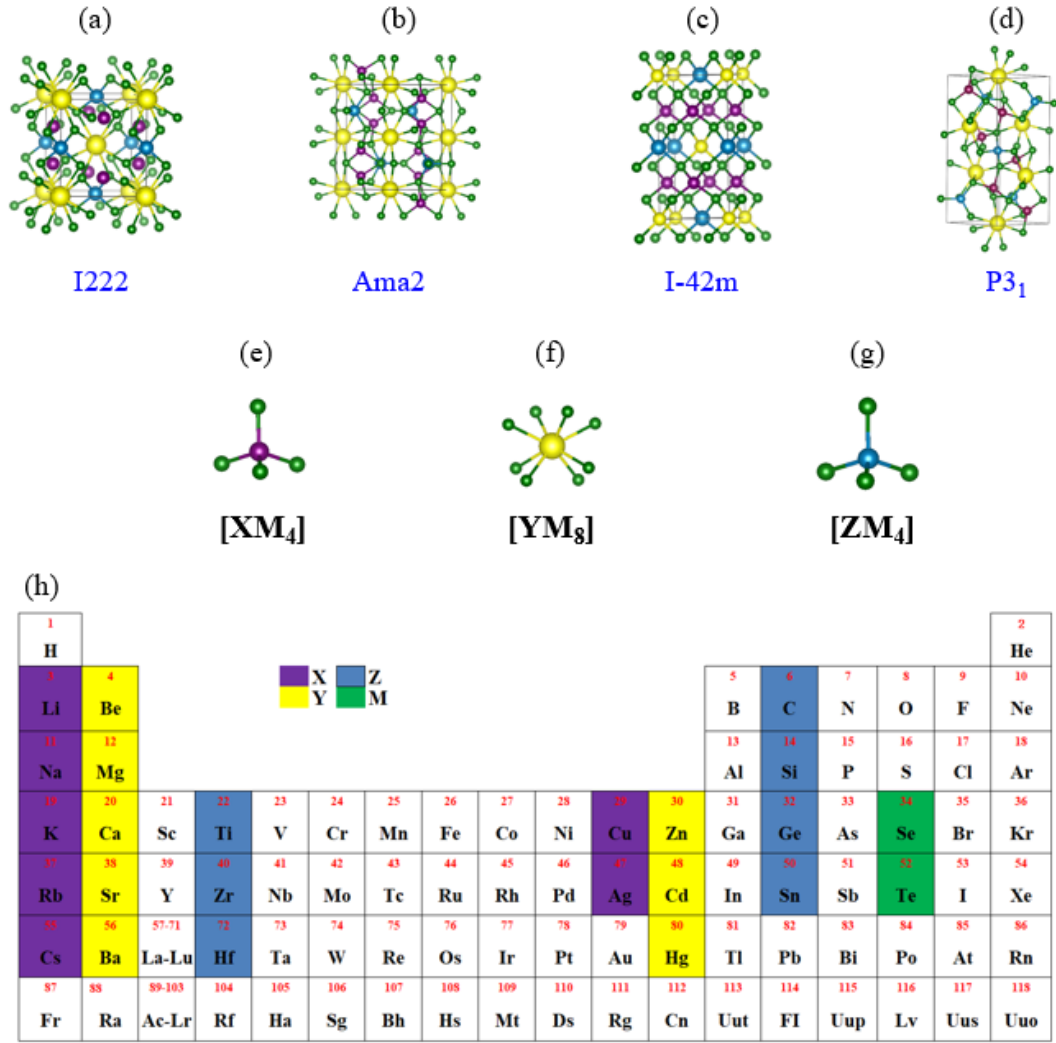 (a) (b) (c) (d)
I222 Ama2 I-42m P3₁
(e) (f) (g)
[XM₄] [YM₈] [ZM₄]
(h)
1 2
H He
X Z
Y M
3 4 5 6 7 8 9 10
Li Be B C N O F Ne
11 12 13 14 15 16 17 18
Na Mg Al Si P S Cl Ar
19 20 21 22 23 24 25 26 27 28 29 30 31 32 33 34 35 36
K Ca Sc Ti V Cr Mn Fe Co Ni Cu Zn Ga Ge As Se Br Kr
37 38 39 40 41 42 43 44 45 46 47 48 49 50 51 52 53 54
Rb Sr Y Zr Nb Mo Tc Ru Rh Pd Ag Cd In Sn Sb Te I Xe
55 56 57-71 72 73 74 75 76 77 78 79 80 81 82 83 84 85 86
Cs Ba La-Lu Hf Ta W Re Os Ir Pt Au Hg Tl Pb Bi Po At Rn
87 88 89-103 104 105 106 107 108 109 110 111 112 113 114 115 116 117 118
Fr Ra Ac-Lr Rf Ha Sg Bh Hs Mt Ds Rg Cn Uut FI Uup Lv Uus Uuo